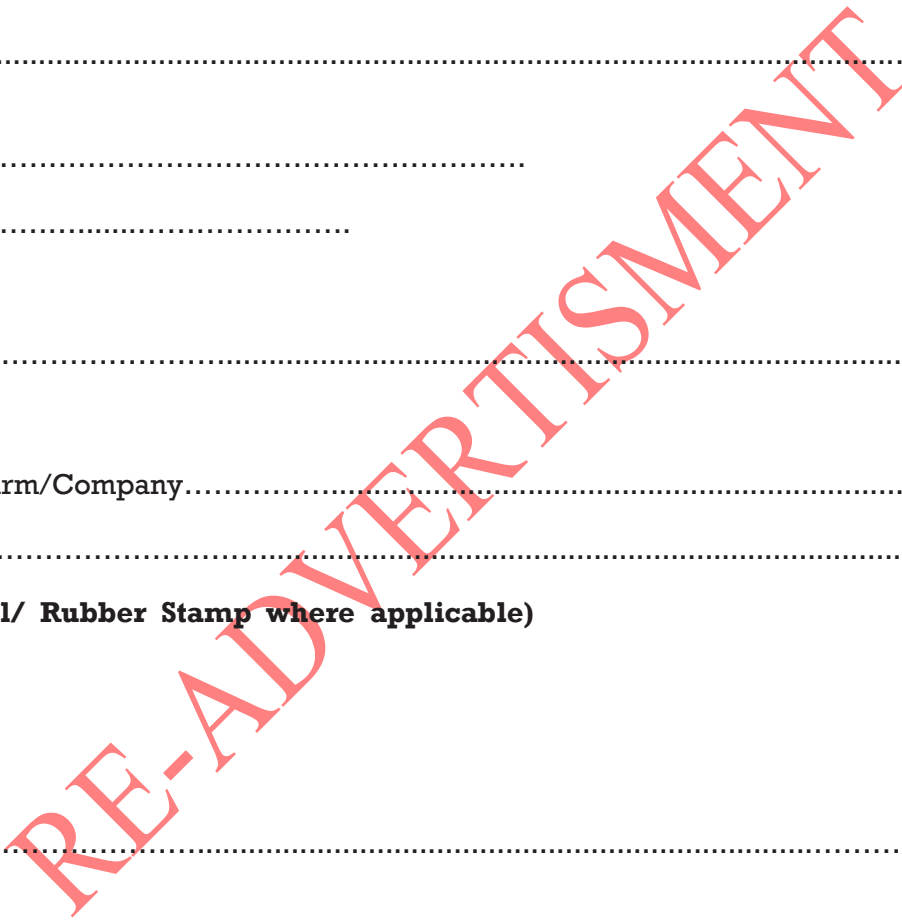 ....................................................................................................
............................................................
........................................
....................................................................................................
rm/Company................................................................................
....................................................................................................
l/ Rubber Stamp where applicable)
....................................................................................................
RE-ADVERTISMENT